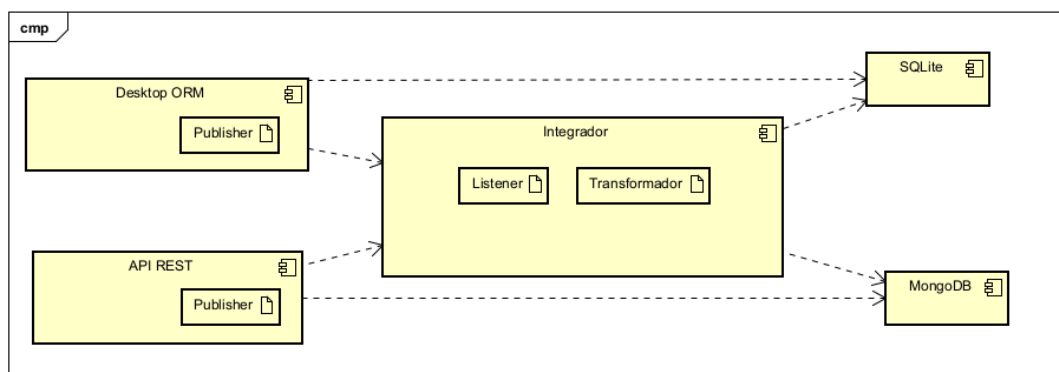 cmp
Desktop ORM
Publisher
SQLite
Integrador
Listener
Transformador
API REST
Publisher
MongoDB